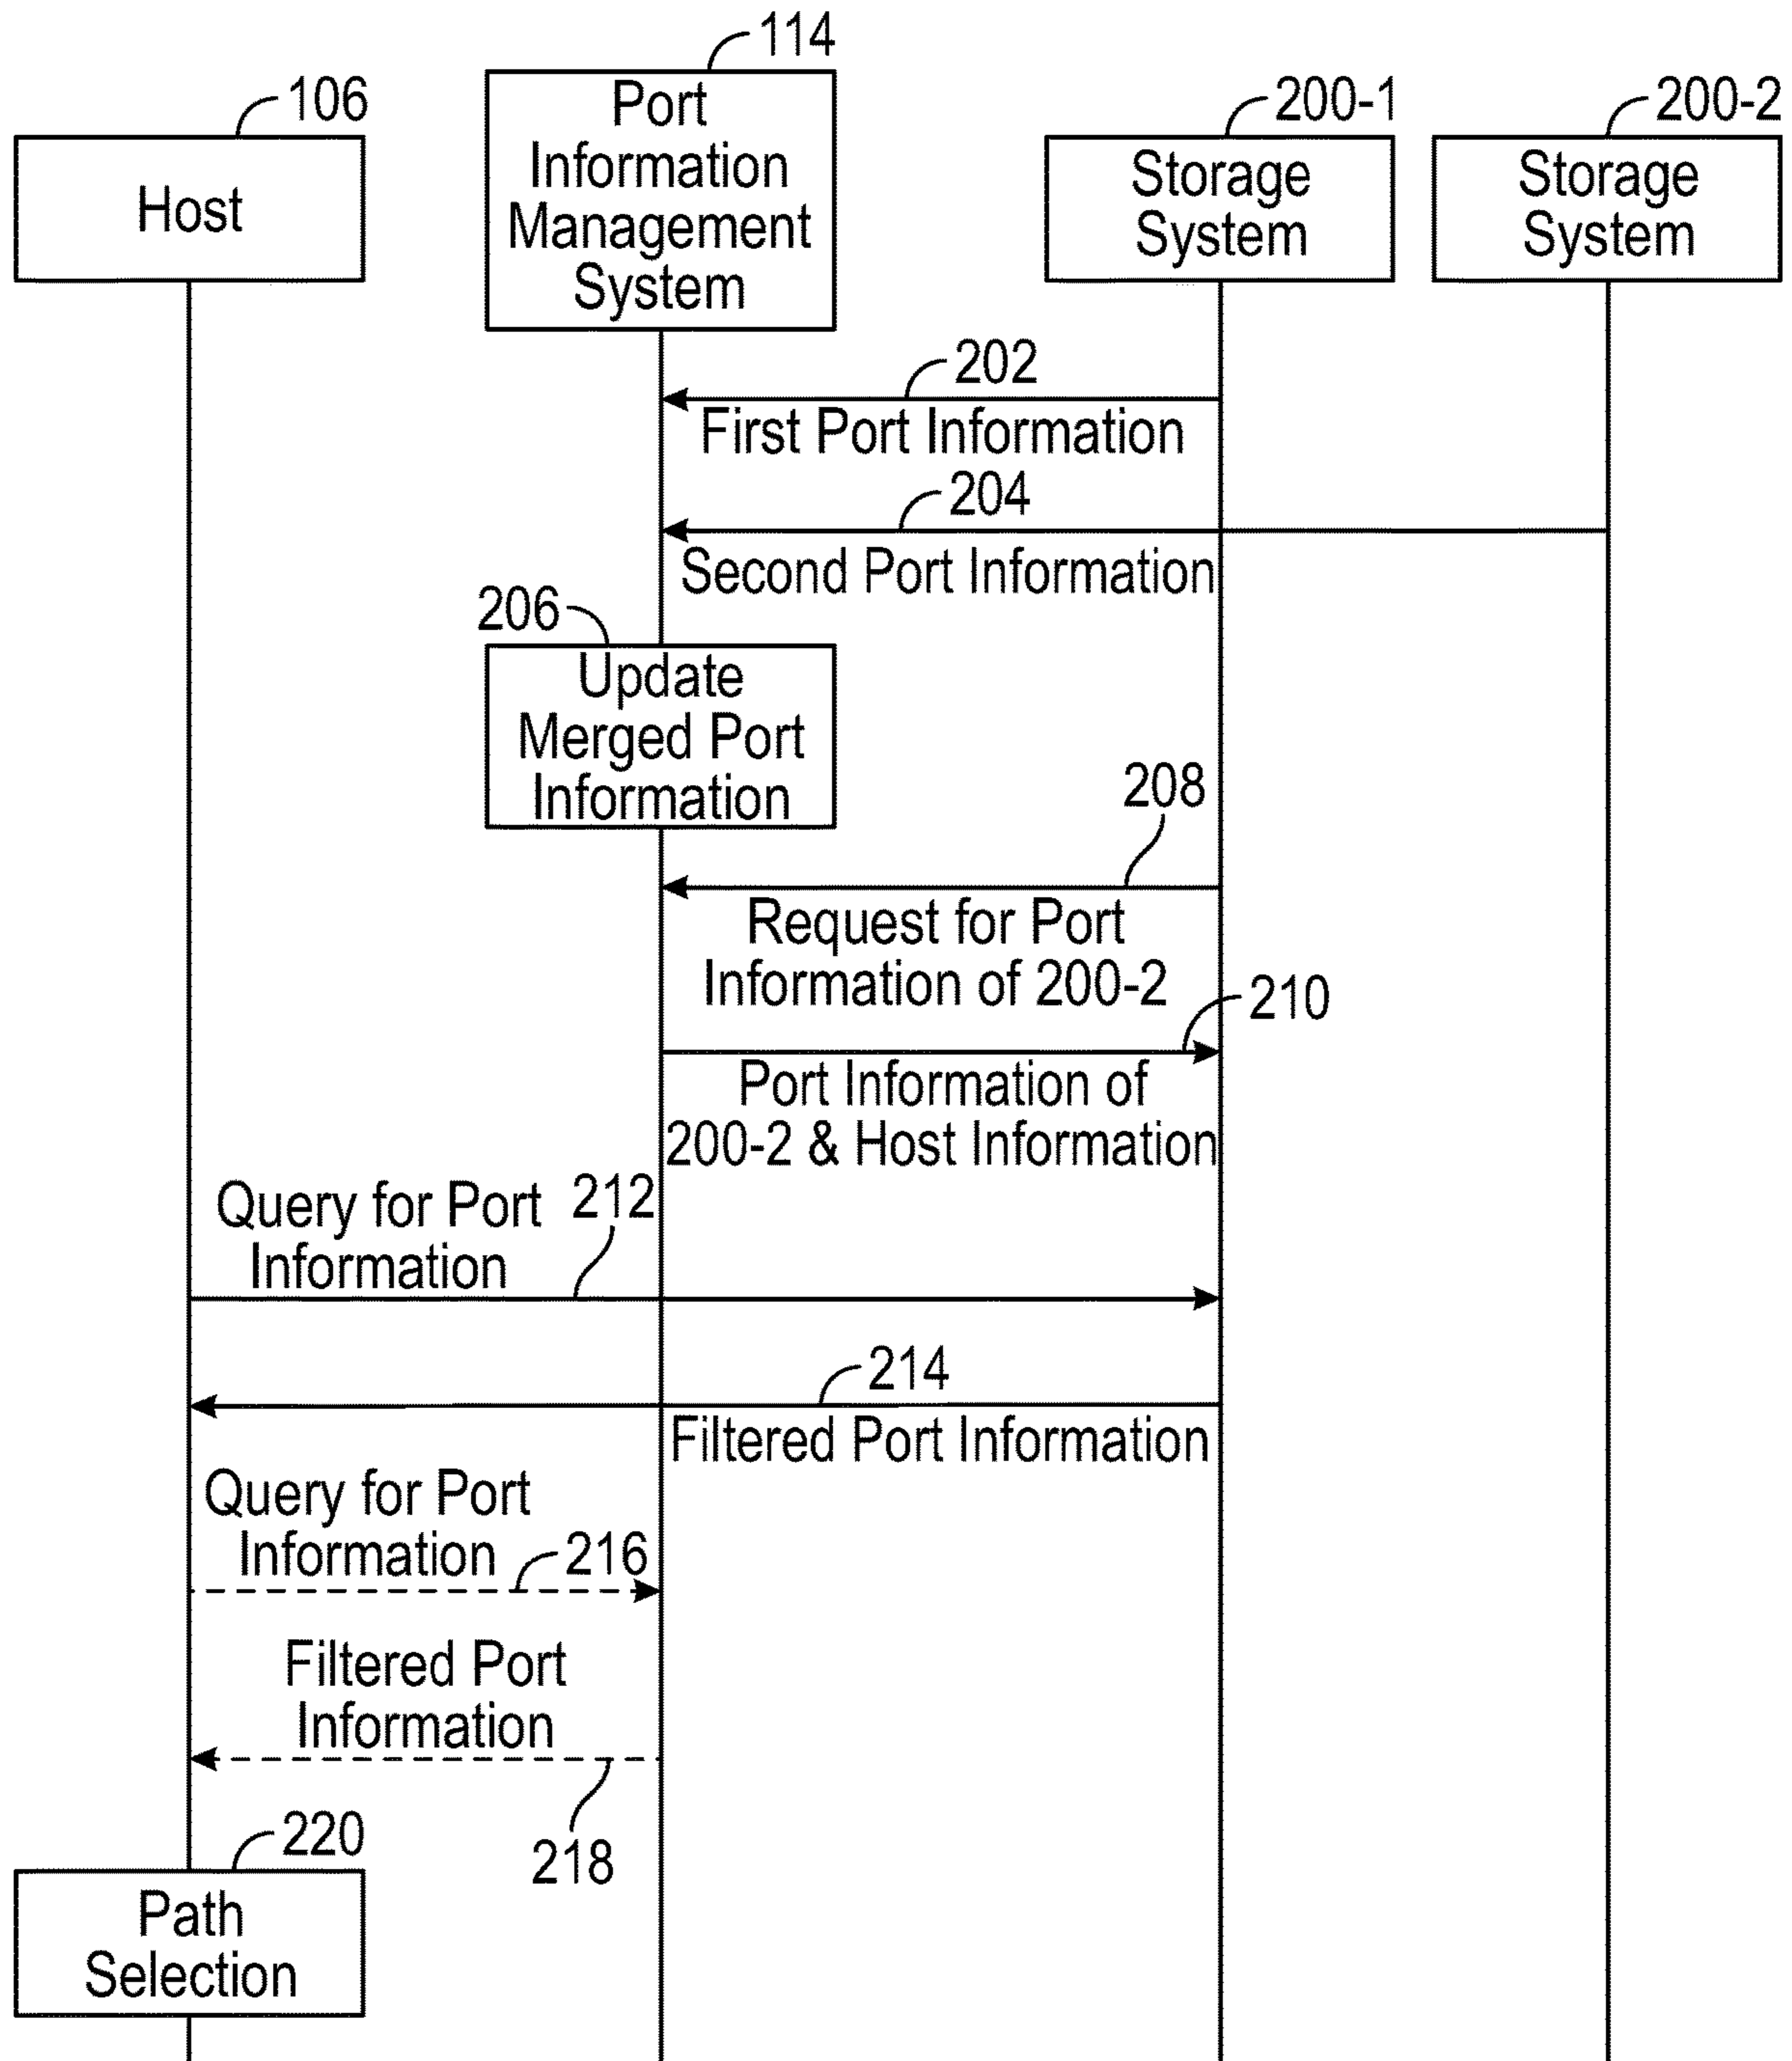 114
106
200-1
200-2
Host
Port
Information
Management
System
Storage
System
Storage
System
202
First Port Information
204
Second Port Information
206
Update
Merged Port
Information
208
Request for Port
Information of 200-2
210
Port Information of
200-2 & Host Information
Query for Port
Information
212
214
Filtered Port Information
Query for Port
Information
216
Filtered Port
Information
218
220
Path
Selection